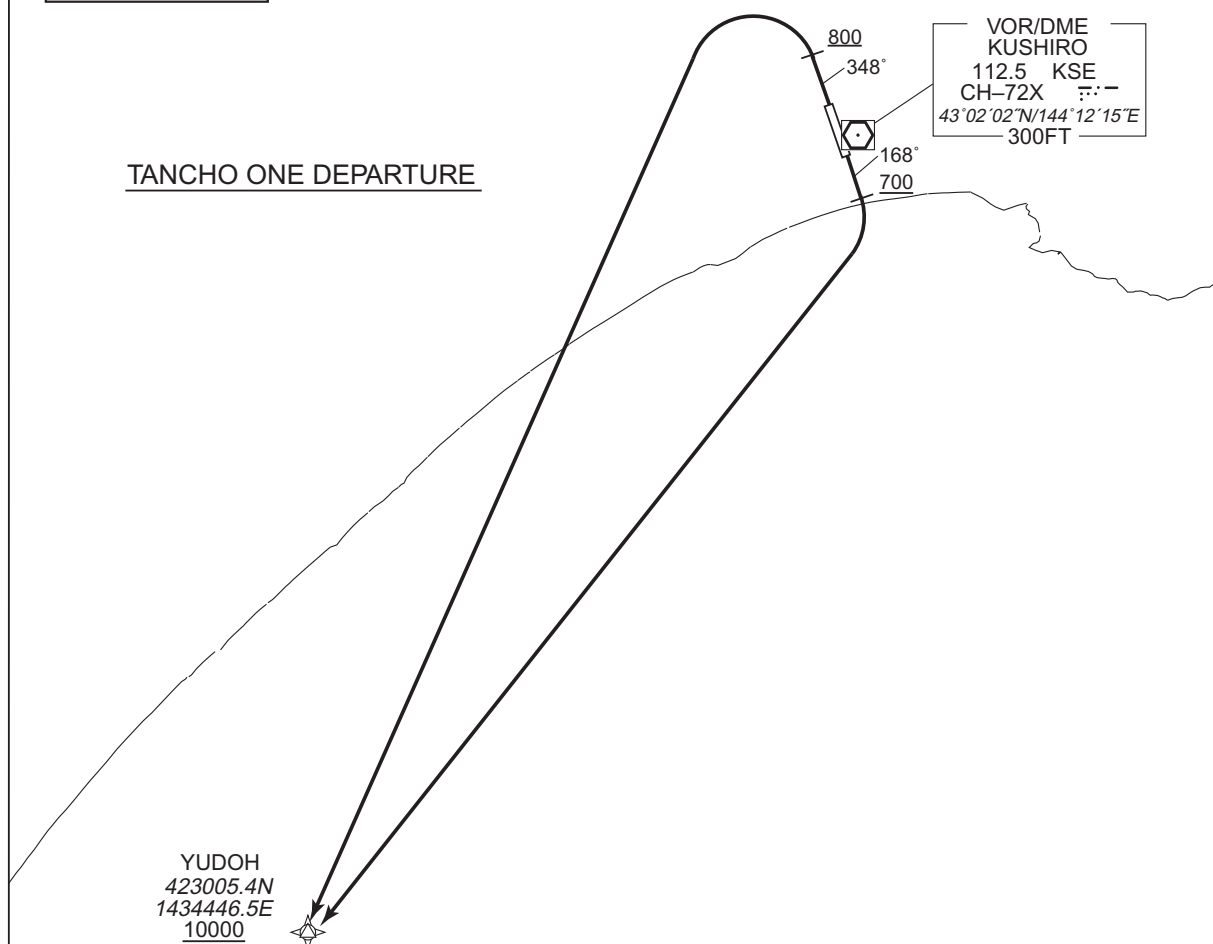 800
348°
VOR/DME
KUSHIRO
112.5 KSE
CH–72X
43°02′02″N/144°12′15″E
300FT
168°
700
TANCHO ONE DEPARTURE
YUDOH
423005.4N
1434446.5E
10000